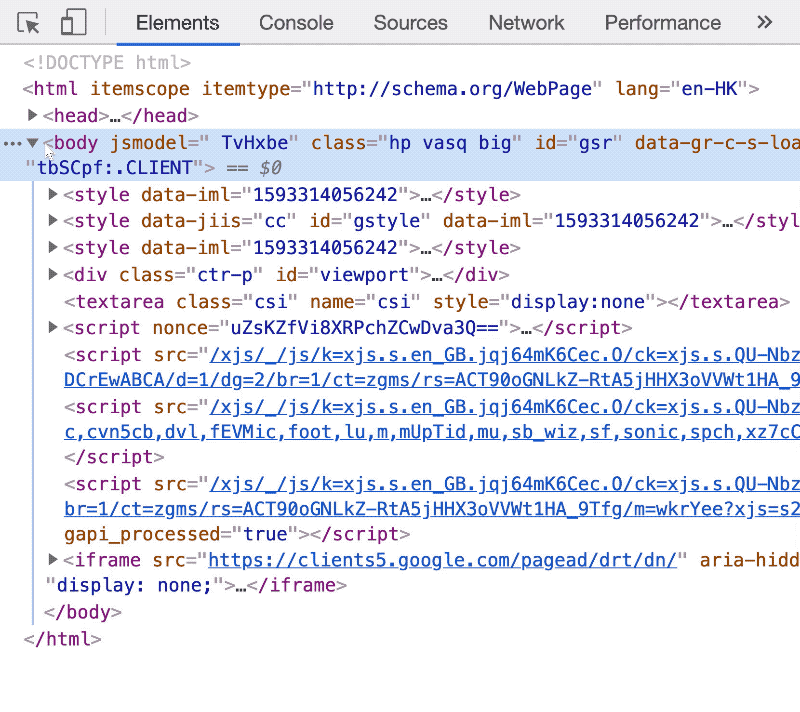 Elements Console Sources Network Performance »
<!DOCTYPE html>
<html itemscope itemtype="http://schema.org/WebPage" lang="en-HK">
▶<head>…</head>
…▼<body jsmodel=" TvHxbe" class="hp vasq big" id="gsr" data-gr-c-s-loa
"tbSCpf:.CLIENT"> == $0
▶<style data-iml="1593314056242">…</style>
▶<style data-jiis="cc" id="gstyle" data-iml="1593314056242">…</styl
▶<style data-iml="1593314056242">…</style>
▶<div class="ctr-p" id="viewport">…</div>
<textarea class="csi" name="csi" style="display:none"></textarea>
▶<script nonce="uZsKZfVi8XRPchZCwDva3Q==">…</script>
<script src="/xjs/_/js/k=xjs.s.en_GB.jqj64mK6Cec.O/ck=xjs.s.QU-Nbz
DCrEwABCA/d=1/dg=2/br=1/ct=zgms/rs=ACT90oGNLkZ-RtA5jHHX3oVVWt1HA_9
<script src="/xjs/_/js/k=xjs.s.en_GB.jqj64mK6Cec.O/ck=xjs.s.QU-Nbz
c,cvn5cb,dvl,fEVMic,foot,lu,m,mUpTid,mu,sb_wiz,sf,sonic,spch,xz7cC
</script>
<script src="/xjs/_/js/k=xjs.s.en_GB.jqj64mK6Cec.O/ck=xjs.s.QU-Nbz
br=1/ct=zgms/rs=ACT90oGNLkZ-RtA5jHHX3oVVWt1HA_9Tfg/m=wkrYee?xjs=s2
gapi_processed="true"></script>
▶<iframe src="https://clients5.google.com/pagead/drt/dn/" aria-hidd
"display: none;">…</iframe>
</body>
</html>